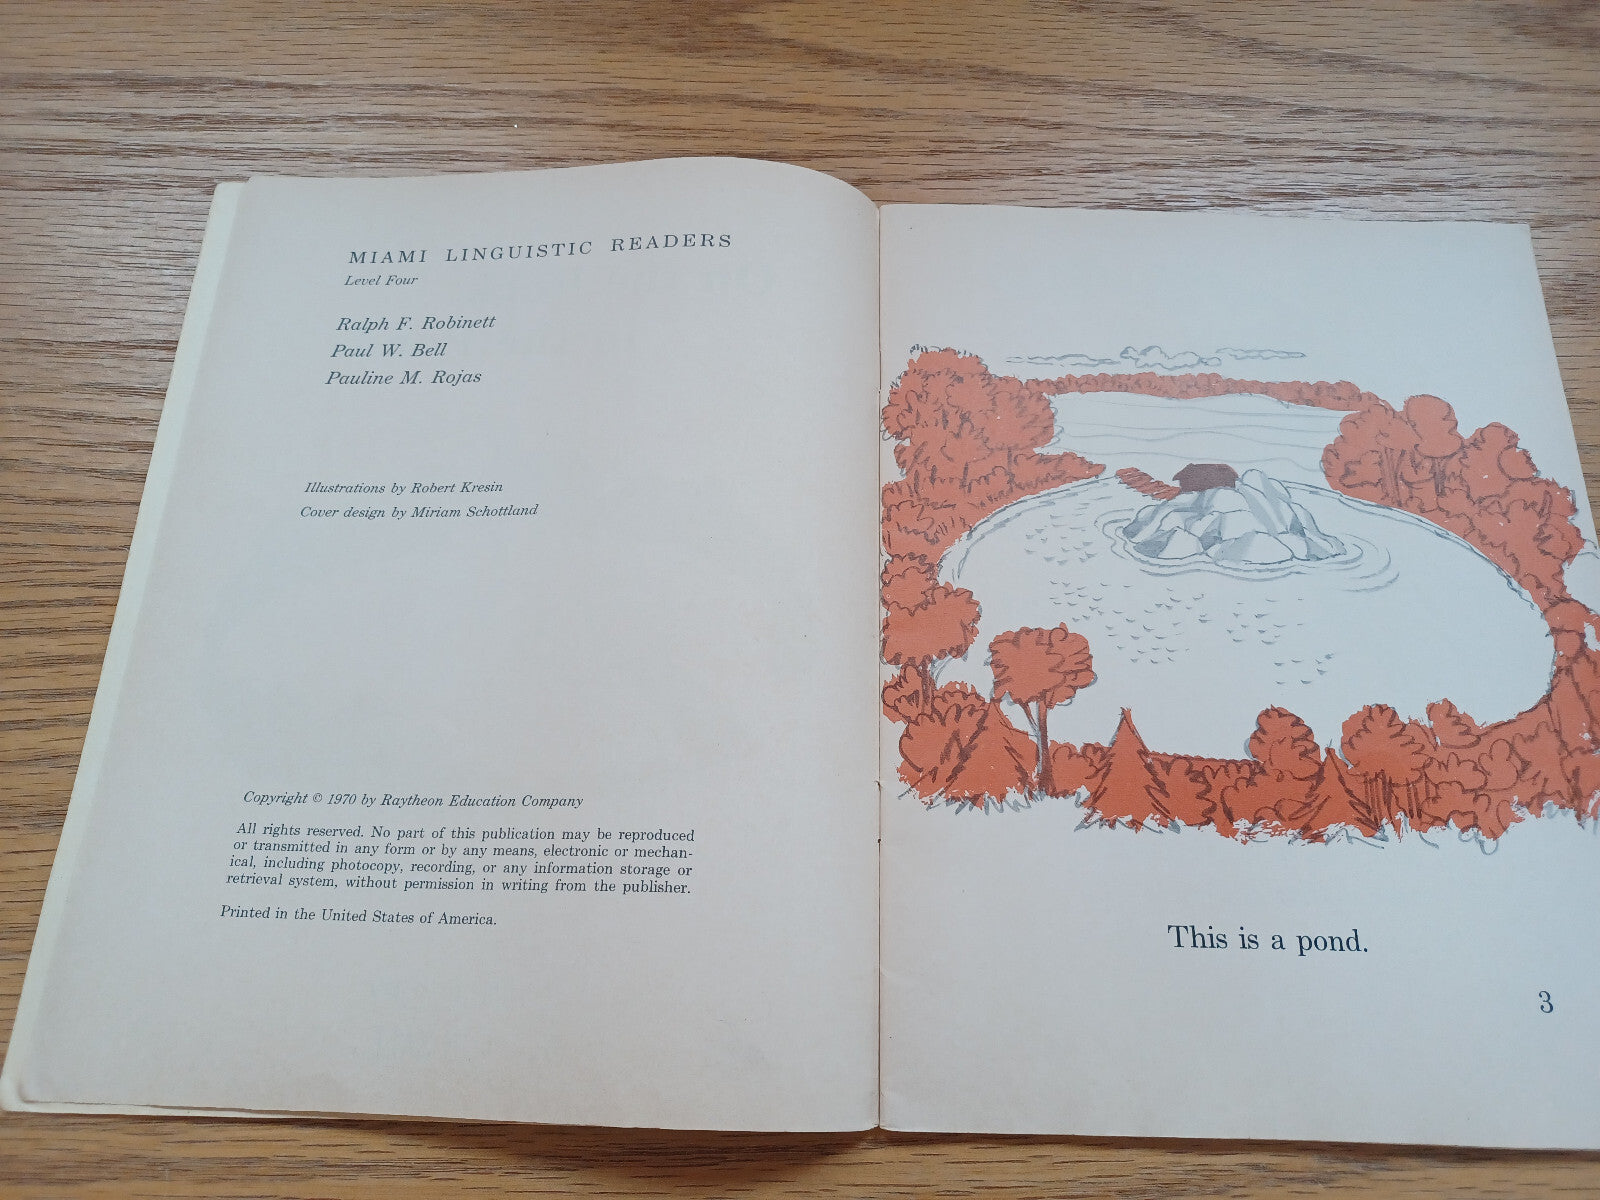 MIAMI LINGUISTIC READERS
Level Four
Ralph F. Robinett
Paul W. Bell
Pauline M. Rojas
Illustrations by Robert Kresin
Cover design by Miriam Schottland
Copyright © 1970 by Raytheon Education Company
All rights reserved. No part of this publication may be reproduced
or transmitted in any form or by any means, electronic or mechan-
ical, including photocopy, recording, or any information storage or
retrieval system, without permission in writing from the publisher.
Printed in the United States of America.
This is a pond.
3